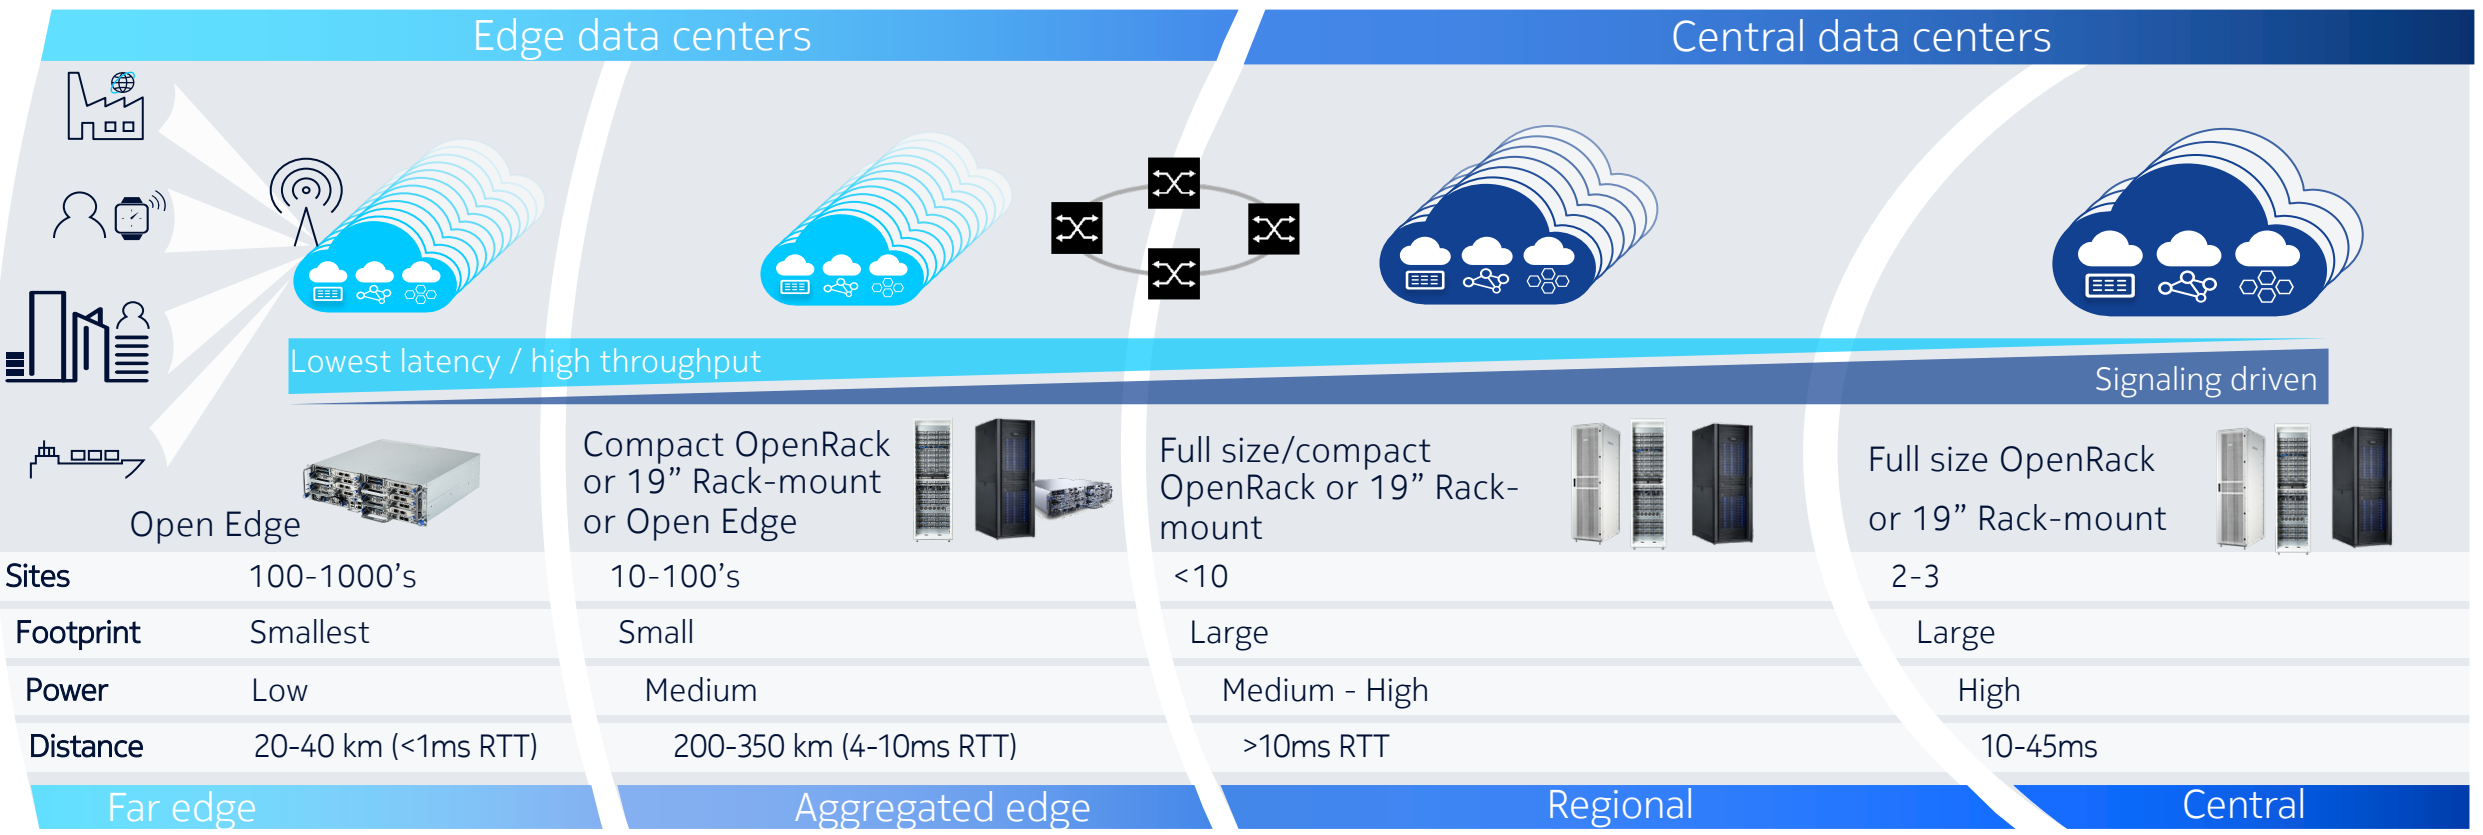 Edge data centers
Central data centers
Lowest latency / high throughput
Signaling driven
Open Edge
Compact OpenRack
or 19” Rack-mount
or Open Edge
Full size/compact
OpenRack or 19” Rack-
mount
Full size OpenRack
or 19” Rack-mount
Sites 100-1000’s 10-100’s <10 2-3
Footprint Smallest Small Large Large
Power Low Medium Medium - High High
Distance 20-40 km (<1ms RTT) 200-350 km (4-10ms RTT) >10ms RTT 10-45ms
Far edge Aggregated edge Regional Central